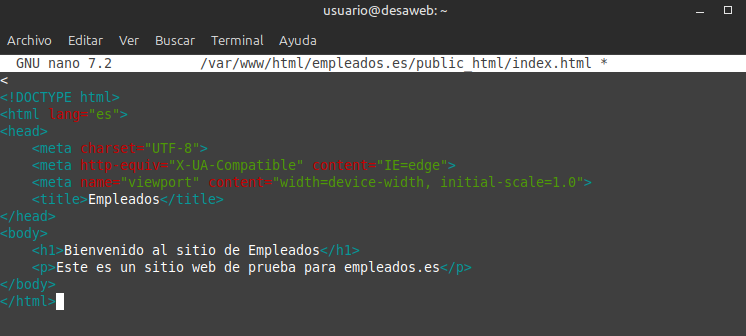 usuario@desaweb: ~
Archivo Editar Ver Buscar Terminal Ayuda
GNU nano 7.2 /var/www/html/empleados.es/public_html/index.html *
<
<!DOCTYPE html>
<html lang="es">
<head>
    <meta charset="UTF-8">
    <meta http-equiv="X-UA-Compatible" content="IE=edge">
    <meta name="viewport" content="width=device-width, initial-scale=1.0">
    <title>Empleados</title>
</head>
<body>
    <h1>Bienvenido al sitio de Empleados</h1>
    <p>Este es un sitio web de prueba para empleados.es</p>
</body>
</html>